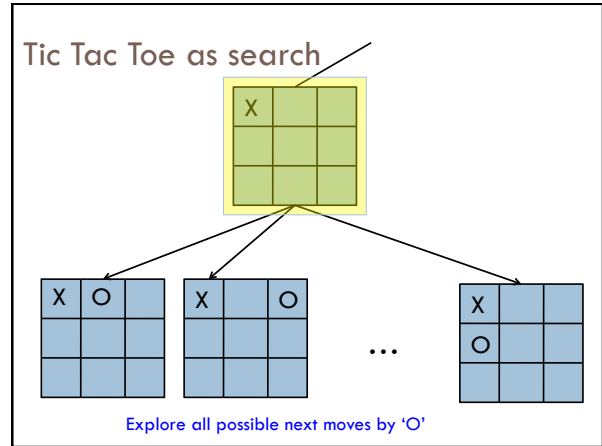 Tic Tac Toe as search
X
X O
X O
...
X
O
Explore all possible next moves by ‘O’